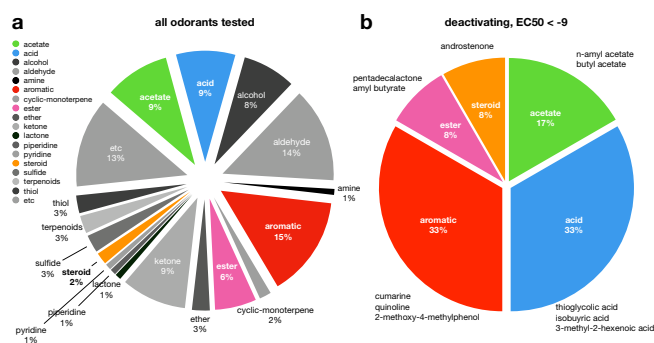 a
all odorants tested
acetate
acid
alcohol
aldehyde
amine
aromatic
cyclic-monoterpene
ester
ether
ketone
lactone
piperidine
pyridine
steroid
sulfide
terpenoids
thiol
etc
acid
9%
alcohol
8%
aldehyde
14%
amine
1%
aromatic
15%
cyclic-monoterpene
2%
ester
6%
ether
3%
ketone
9%
lactone
1%
piperidine
1%
pyridine
1%
steroid
2%
sulfide
3%
terpenoids
3%
thiol
3%
etc
13%
acetate
9%
b
deactivating, EC50 < -9
androstenone
n-amyl acetate
butyl acetate
pentadecalactone
amyl butyrate
steroid
8%
acetate
17%
ester
8%
aromatic
33%
acid
33%
cumarine
quinoline
2-methoxy-4-methylphenol
thioglycolic acid
isobuyric acid
3-methyl-2-hexenoic acid